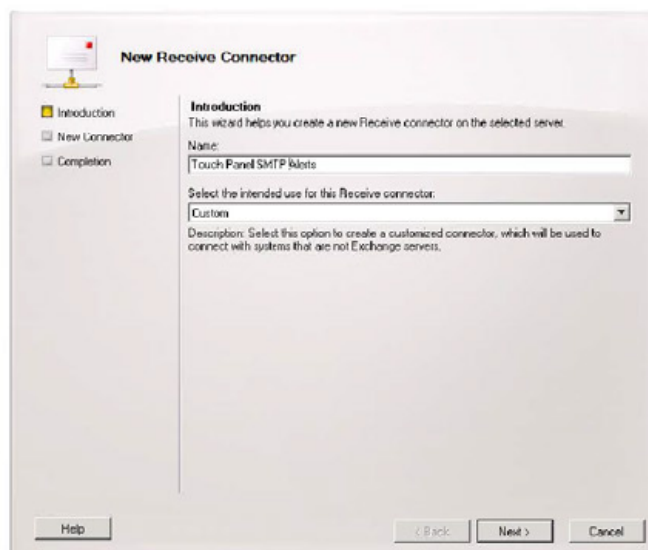 New Receive Connector
Introduction
New Connector
Completion
Introduction
This wizard helps you create a new Receive connector on the selected server.
Name:
Touch Panel SMTP Alerts
Select the intended use for this Receive connector:
Custom
Description: Select this option to create a customized connector, which will be used to
connect with systems that are not Exchange servers.
Help
< Back
Next >
Cancel